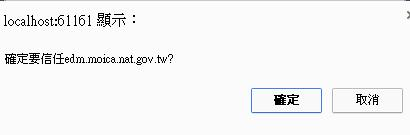 localhost:61161 顯示：
確定要信任edm.moica.nat.gov.tw?
確定
取消